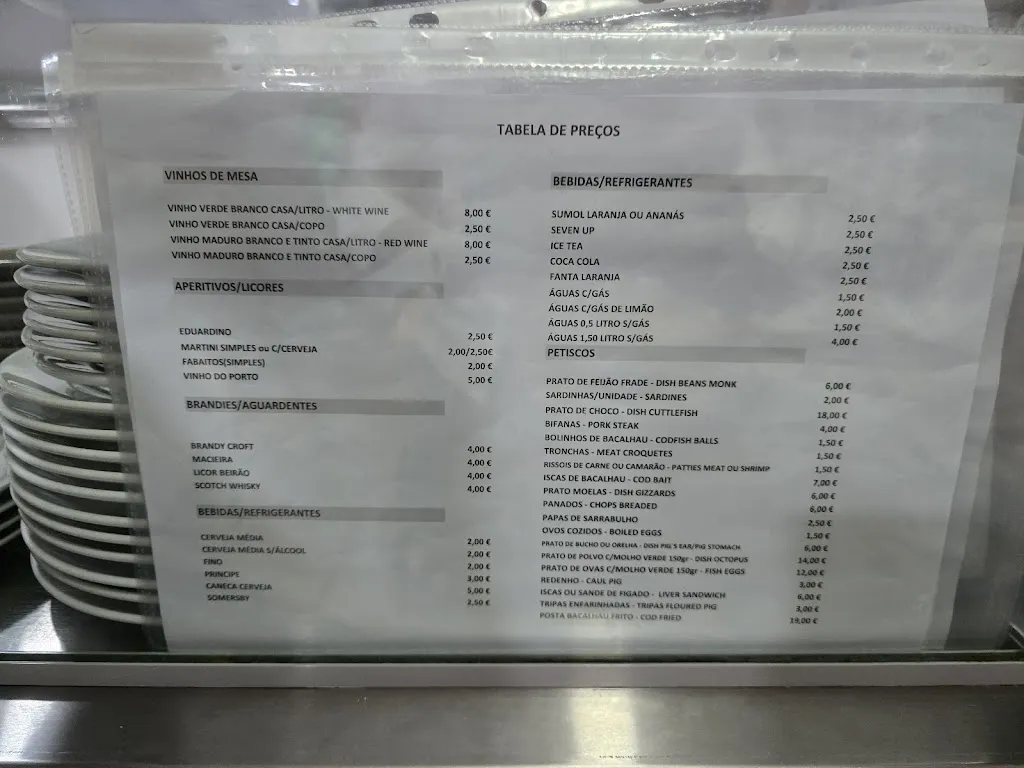 TABELA DE PREÇOS
VINHOS DE MESA
VINHO VERDE BRANCO CASA/LITRO - WHITE WINE 8,00 €
VINHO VERDE BRANCO CASA/COPO 2,50 €
VINHO MADURO BRANCO E TINTO CASA/LITRO - RED WINE 8,00 €
VINHO MADURO BRANCO E TINTO CASA/COPO 2,50 €
APERITIVOS/LICORES
EDUARDINO 2,50 €
MARTINI SIMPLES ou C/CERVEJA 2,00/2,50€
FABAITOS(SIMPLES) 2,00 €
VINHO DO PORTO 5,00 €
BRANDIES/AGUARDENTES
BRANDY CROFT 4,00 €
MACIEIRA 4,00 €
LICOR BEIRÃO 4,00 €
SCOTCH WHISKY 4,00 €
BEBIDAS/REFRIGERANTES
CERVEJA MÉDIA 2,00 €
CERVEJA MÉDIA S/ÁLCOOL 2,00 €
FINO 2,00 €
PRINCIPE 3,00 €
CANECA CERVEJA 5,00 €
SOMERSBY 2,50 €
BEBIDAS/REFRIGERANTES
SUMOL LARANJA OU ANANÁS 2,50 €
SEVEN UP 2,50 €
ICE TEA 2,50 €
COCA COLA 2,50 €
FANTA LARANJA 2,50 €
ÁGUAS C/GÁS 1,50 €
ÁGUAS C/GÁS DE LIMÃO 2,00 €
ÁGUAS 0,5 LITRO S/GÁS 1,50 €
ÁGUAS 1,50 LITRO S/GÁS 4,00 €
PETISCOS
PRATO DE FEIJÃO FRADE - DISH BEANS MONK 6,00 €
SARDINHAS/UNIDADE - SARDINES 2,00 €
PRATO DE CHOCO - DISH CUTTLEFISH 18,00 €
BIFANAS - PORK STEAK 4,00 €
BOLINHOS DE BACALHAU - CODFISH BALLS 1,50 €
TRONCHAS - MEAT CROQUETES 1,50 €
RISSOIS DE CARNE OU CAMARÃO - PATTIES MEAT OU SHRIMP 1,50 €
ISCAS DE BACALHAU - COD BAIT 7,00 €
PRATO MOELAS - DISH GIZZARDS 6,00 €
PANADOS - CHOPS BREADED 6,00 €
PAPAS DE SARRABULHO 2,50 €
OVOS COZIDOS - BOILED EGGS 1,50 €
PRATO DE BUCHO OU ORELHA - DISH PIG'S EAR/PIG STOMACH 6,00 €
PRATO DE POLVO C/MOLHO VERDE 150gr - DISH OCTOPUS 14,00 €
PRATO DE OVAS C/MOLHO VERDE 150gr - FISH EGGS 12,00 €
REDENHO - CAUL PIG 3,00 €
ISCAS OU SANDE DE FIGADO - LIVER SANDWICH 6,00 €
TRIPAS ENFARINHADAS - TRIPAS FLOURED PIG 3,00 €
POSTA BACALHAU FRITO - COD FRIED 19,00 €